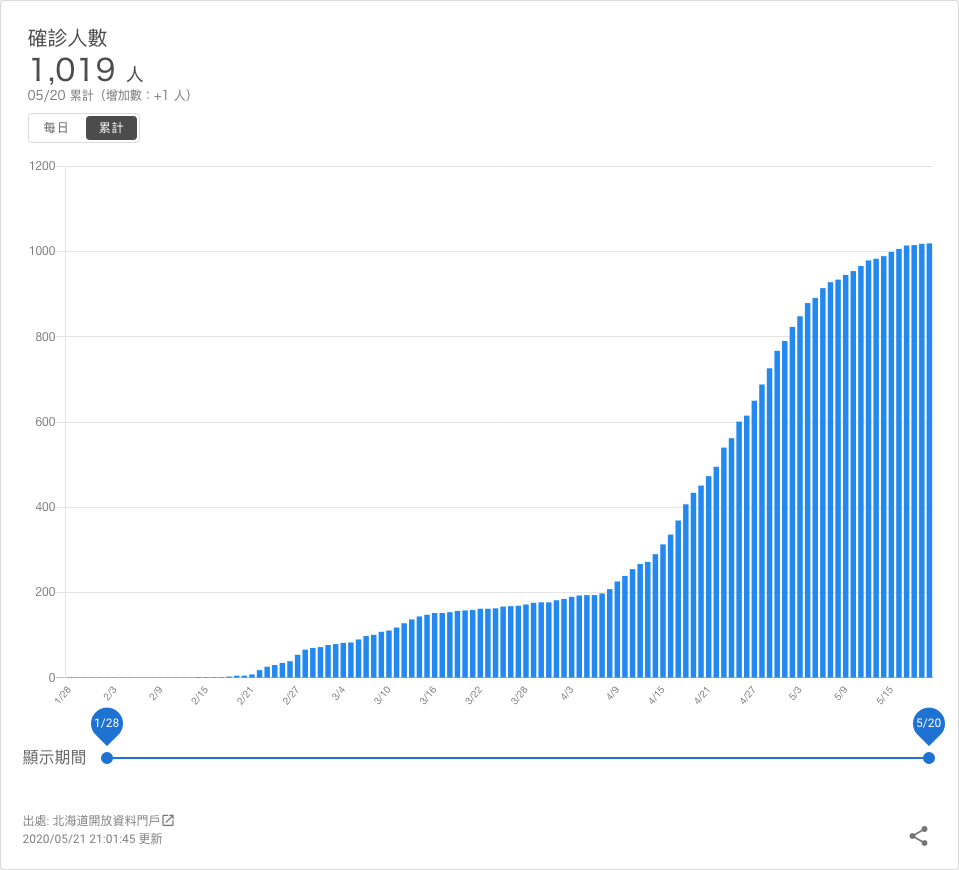 確診人數
1,019 人
05/20 累計（增加數：+1 人）
每日 累計
1200
1000
800
600
400
200
0
1/28 2/3 2/9 2/15 2/21 2/27 3/4 3/10 3/16 3/22 3/28 4/3 4/9 4/15 4/21 4/27 5/3 5/9 5/15
1/28 5/20
顯示期間
出處: 北海道開放資料門戶
2020/05/21 21:01:45 更新